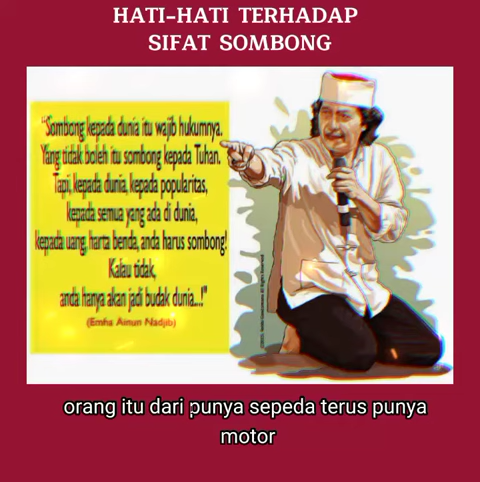 HATI-HATI TERHADAP
SIFAT SOMBONG
"Sombong kepada dunia itu wajib hukumnya.
Yang tidak boleh itu sombong kepada Tuhan.
Tapi, kepada dunia, kepada popularitas,
kepada semua yang ada di dunia,
kepada uang, harta benda, anda harus sombong!
Kalau tidak,
anda hanya akan jadi budak dunia...!"
(Emha Ainun Nadjib)
orang itu dari punya sepeda terus punya
motor